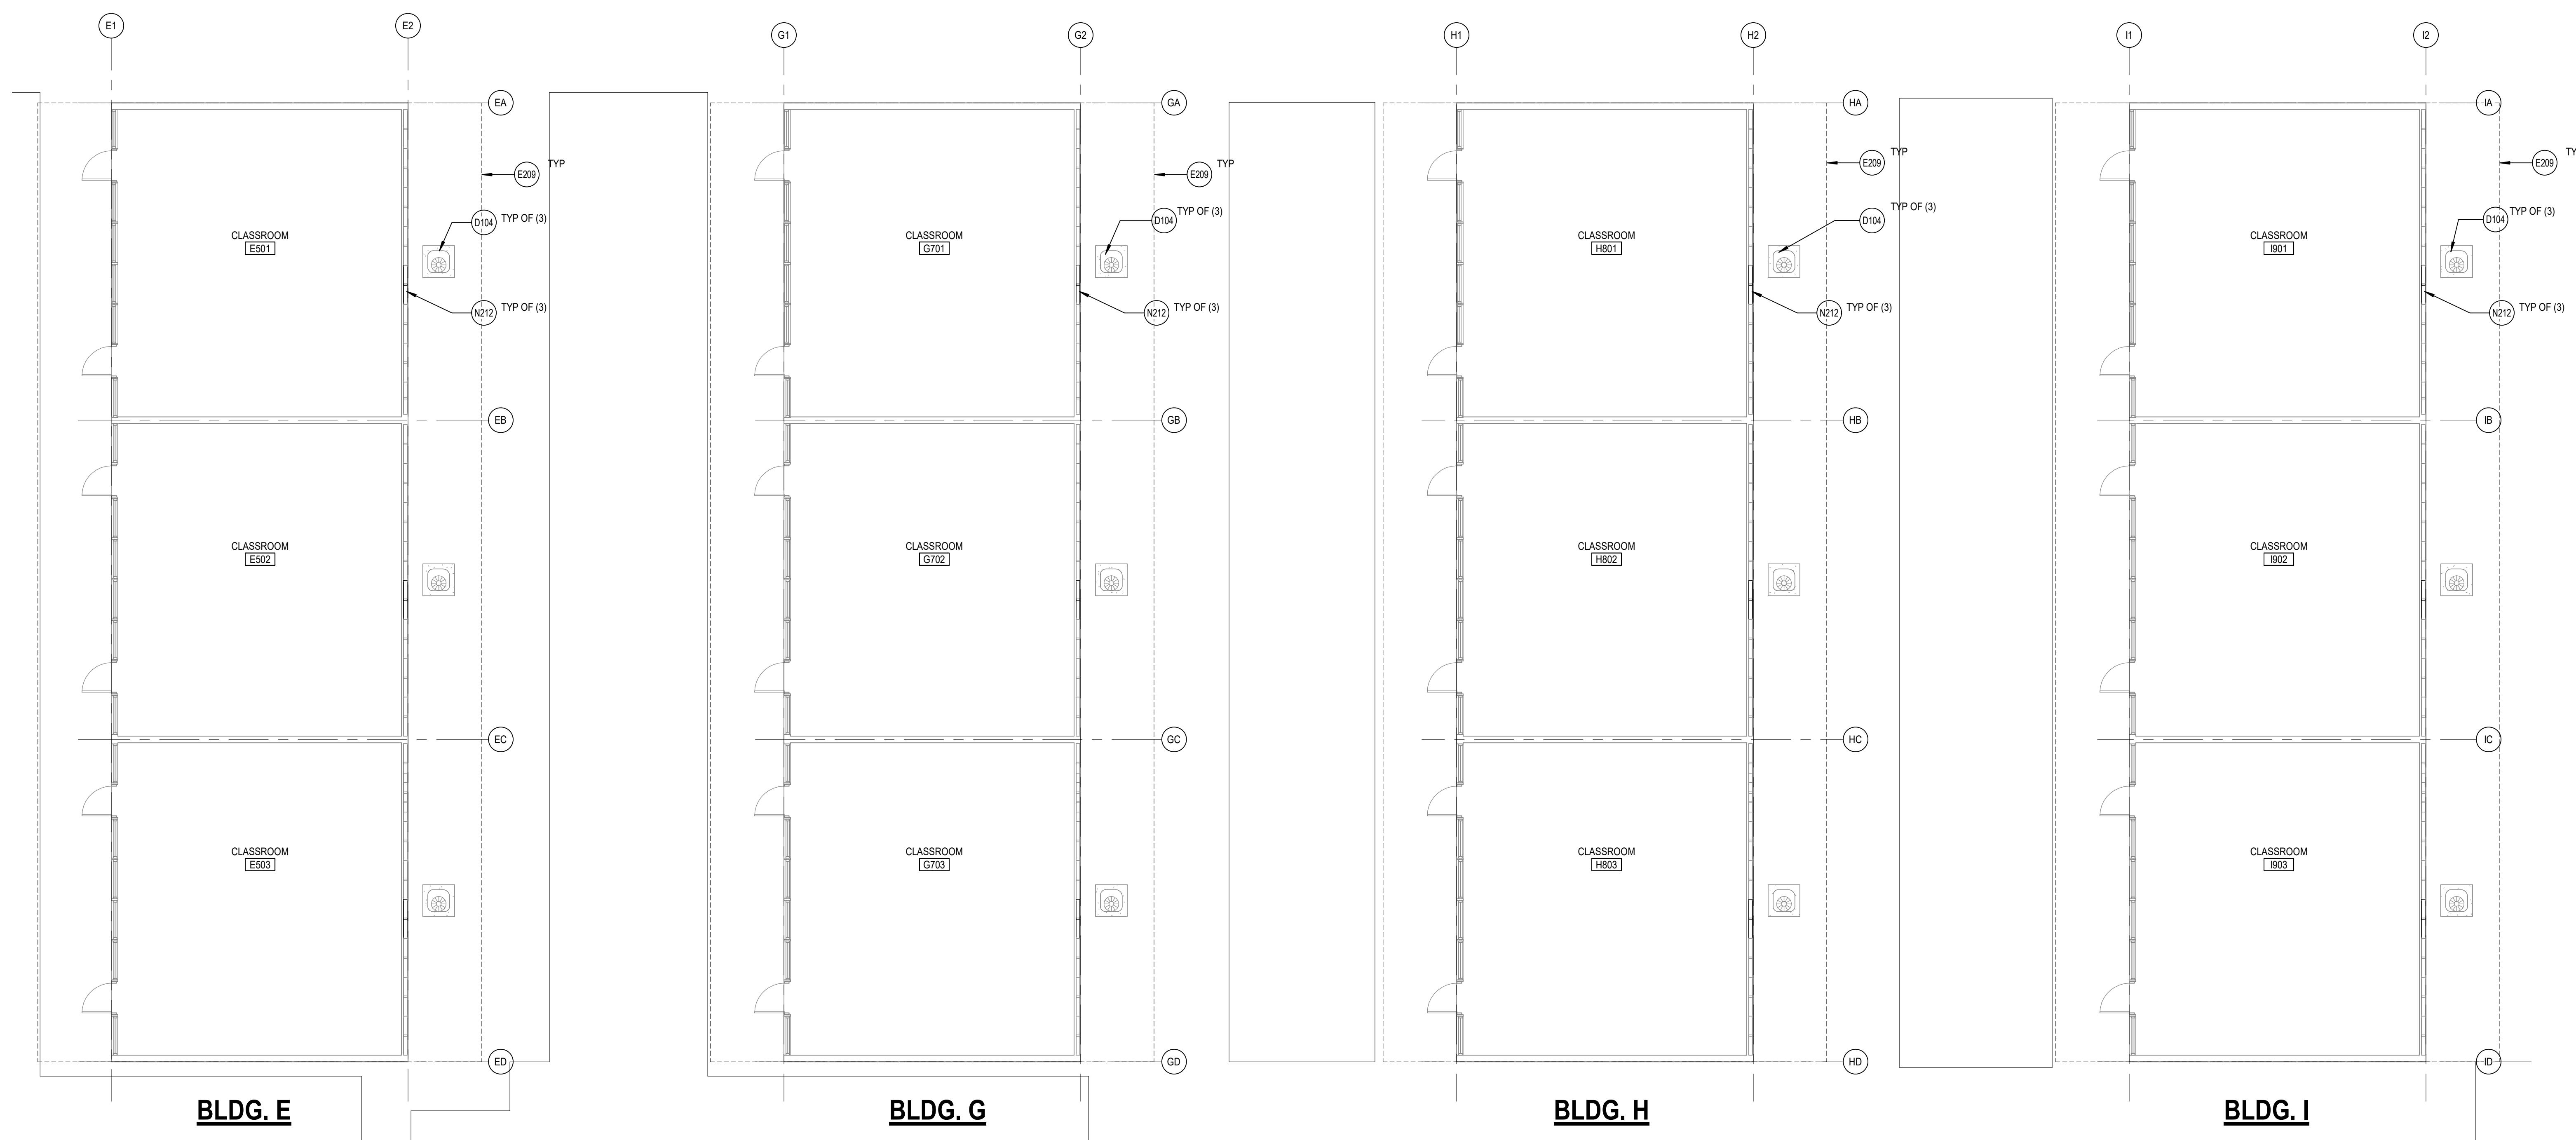 E1
E2
G1
G2
H1
H2
I1
I2
EA
GA
HA
IA
E209 TYP
E209 TYP
E209 TYP
E209 TY
D104 TYP OF (3)
D104 TYP OF (3)
D104 TYP OF (3)
D104 TYP OF (3)
CLASSROOM
E501
CLASSROOM
G701
CLASSROOM
H801
CLASSROOM
I901
N212 TYP OF (3)
N212 TYP OF (3)
N212 TYP OF (3)
N212 TYP OF (3)
EB
GB
HB
IB
CLASSROOM
E502
CLASSROOM
G702
CLASSROOM
H802
CLASSROOM
I902
EC
GC
HC
IC
CLASSROOM
E503
CLASSROOM
G703
CLASSROOM
H803
CLASSROOM
I903
ED
GD
HD
ID
BLDG. E
BLDG. G
BLDG. H
BLDG. I